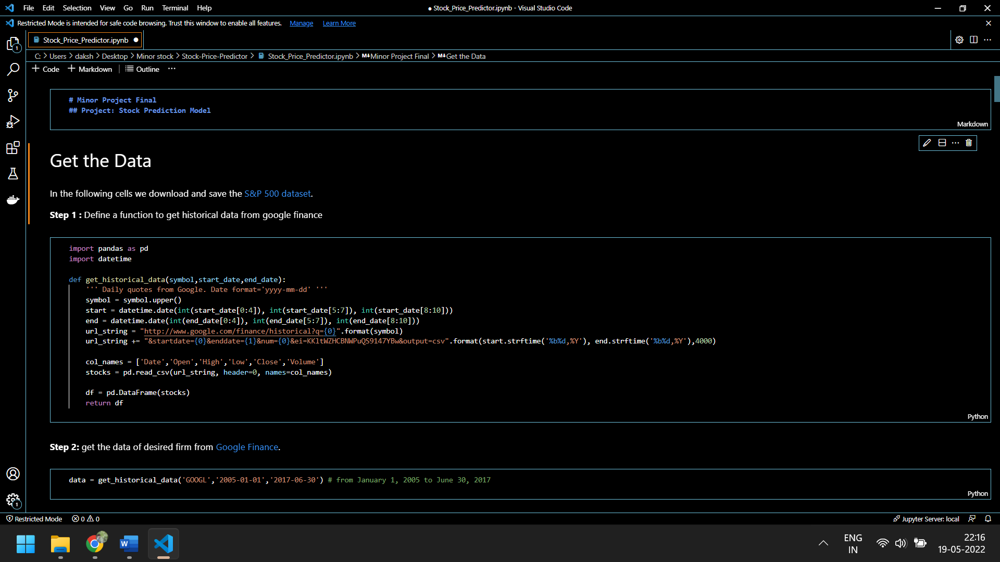 File Edit Selection View Go Run Terminal Help ● Stock_Price_Predictor.ipynb - Visual Studio Code
Restricted Mode is intended for safe code browsing. Trust this window to enable all features. Manage Learn More
1 Stock_Price_Predictor.ipynb ●
C: > Users > daksh > Desktop > Minor stock > Stock-Price-Predictor > Stock_Price_Predictor.ipynb > M↓Minor Project Final > M↓Get the Data
+ Code + Markdown | Outline ···
# Minor Project Final
## Project: Stock Prediction Model
Markdown
Get the Data
In the following cells we download and save the S&P 500 dataset.
Step 1 : Define a function to get historical data from google finance
import pandas as pd
import datetime
def get_historical_data(symbol,start_date,end_date):
''' Daily quotes from Google. Date format='yyyy-mm-dd' '''
symbol = symbol.upper()
start = datetime.date(int(start_date[0:4]), int(start_date[5:7]), int(start_date[8:10]))
end = datetime.date(int(end_date[0:4]), int(end_date[5:7]), int(end_date[8:10]))
url_string = "http://www.google.com/finance/historical?q={0}".format(symbol)
url_string += "&startdate={0}&enddate={1}&num={0}&ei=KKltWZHCBNWPuQS9147YBw&output=csv".format(start.strftime('%b%d,%Y'), end.strftime('%b%d,%Y'),4000)
col_names = ['Date','Open','High','Low','Close','Volume']
stocks = pd.read_csv(url_string, header=0, names=col_names)
df = pd.DataFrame(stocks)
return df
Python
Step 2: get the data of desired firm from Google Finance.
data = get_historical_data('GOOGL','2005-01-01','2017-06-30') # from January 1, 2005 to June 30, 2017
Python
1
Restricted Mode 0 0 Jupyter Server: local
W
ENG 22:16
IN 19-05-2022